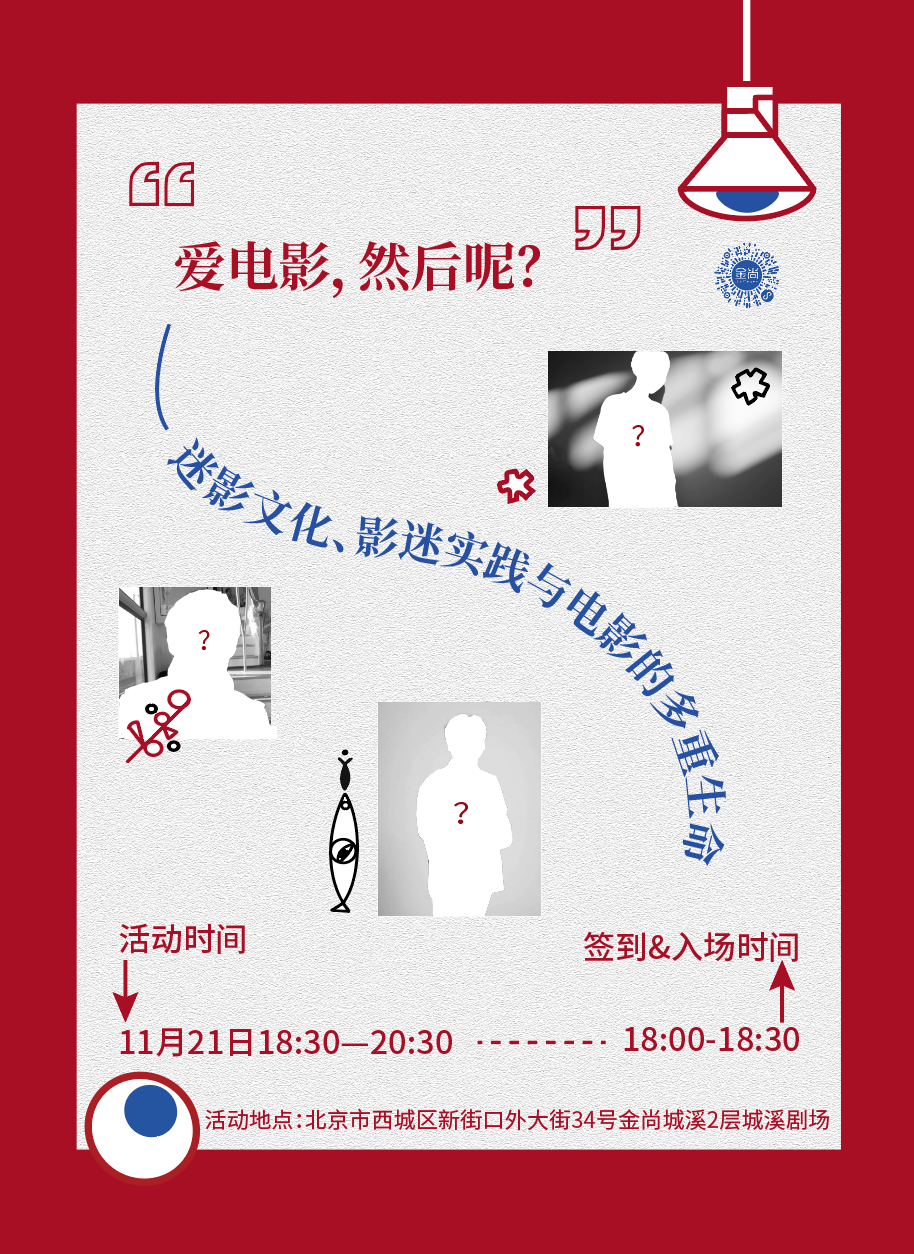 “爱电影，然后呢？”
金尚
迷影文化、影迷实践与电影的多重生命
？
？
？
活动时间
签到&入场时间
11月21日18:30—20:30
18:00-18:30
活动地点：北京市西城区新街口外大街34号金尚城溪2层城溪剧场